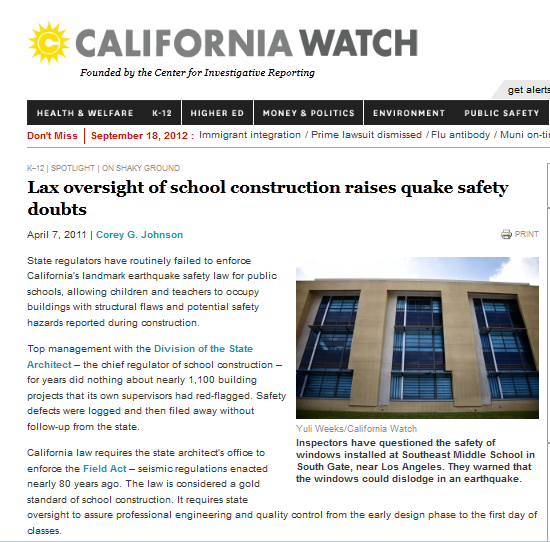 CALIFORNIA WATCH
Founded by the Center for Investigative Reporting
get alerts
HEALTH & WELFARE K-12 HIGHER ED MONEY & POLITICS ENVIRONMENT PUBLIC SAFETY
Don't Miss September 18, 2012 : Immigrant integration / Prime lawsuit dismissed / Flu antibody / Muni on-ti
K–12 | SPOTLIGHT | ON SHAKY GROUND
Lax oversight of school construction raises quake safety
doubts
April 7, 2011 | Corey G. Johnson
PRINT
State regulators have routinely failed to enforce
California's landmark earthquake safety law for public
schools, allowing children and teachers to occupy
buildings with structural flaws and potential safety
hazards reported during construction.
Top management with the Division of the State
Architect – the chief regulator of school construction –
for years did nothing about nearly 1,100 building
projects that its own supervisors had red-flagged. Safety
defects were logged and then filed away without
follow-up from the state.
Yuli Weeks/California Watch
Inspectors have questioned the safety of
windows installed at Southeast Middle School in
South Gate, near Los Angeles. They warned that
the windows could dislodge in an earthquake.
California law requires the state architect's office to
enforce the Field Act – seismic regulations enacted
nearly 80 years ago. The law is considered a gold
standard of school construction. It requires state
oversight to assure professional engineering and quality control from the early design phase to the first day of
classes.